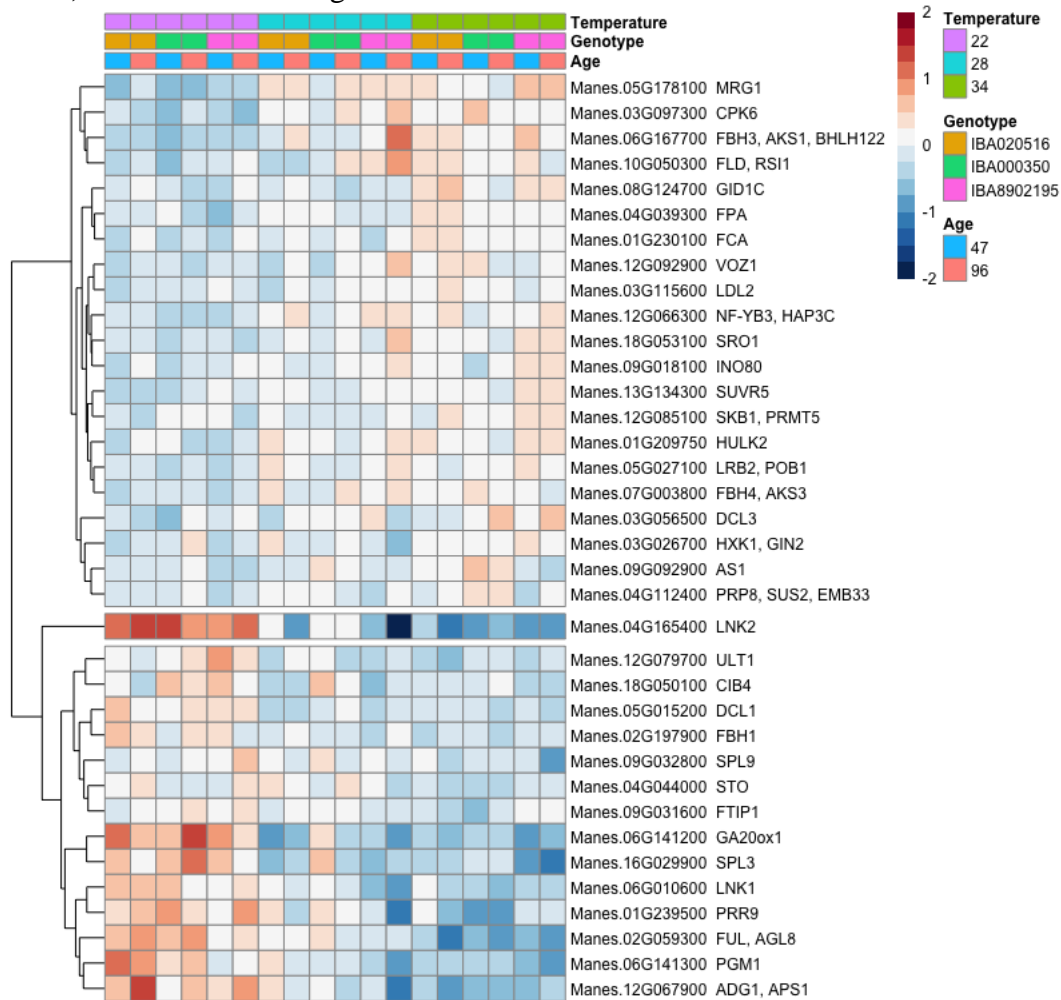 Temperature
Genotype
Age
Manes.05G178100 MRG1
Manes.03G097300 CPK6
Manes.06G167700 FBH3, AKS1, BHLH122
Manes.10G050300 FLD, RSI1
Manes.08G124700 GID1C
Manes.04G039300 FPA
Manes.01G230100 FCA
Manes.12G092900 VOZ1
Manes.03G115600 LDL2
Manes.12G066300 NF-YB3, HAP3C
Manes.18G053100 SRO1
Manes.09G018100 INO80
Manes.13G134300 SUVR5
Manes.12G085100 SKB1, PRMT5
Manes.01G209750 HULK2
Manes.05G027100 LRB2, POB1
Manes.07G003800 FBH4, AKS3
Manes.03G056500 DCL3
Manes.03G026700 HXK1, GIN2
Manes.09G092900 AS1
Manes.04G112400 PRP8, SUS2, EMB33
Manes.04G165400 LNK2
Manes.12G079700 ULT1
Manes.18G050100 CIB4
Manes.05G015200 DCL1
Manes.02G197900 FBH1
Manes.09G032800 SPL9
Manes.04G044000 STO
Manes.09G031600 FTIP1
Manes.06G141200 GA20ox1
Manes.16G029900 SPL3
Manes.06G010600 LNK1
Manes.01G239500 PRR9
Manes.02G059300 FUL, AGL8
Manes.06G141300 PGM1
Manes.12G067900 ADG1, APS1
2
1
0
-1
-2
Temperature
22
28
34
Genotype
IBA020516
IBA000350
IBA8902195
Age
47
96